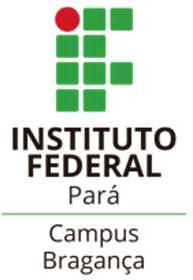 INSTITUTO
FEDERAL
Pará
Campus
Bragança